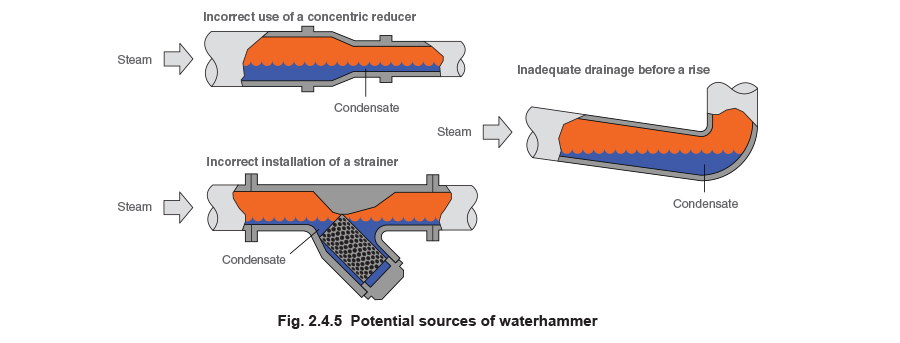 Incorrect use of a concentric reducer
Steam
Condensate
Inadequate drainage before a rise
Steam
Condensate
Incorrect installation of a strainer
Steam
Condensate
Fig. 2.4.5 Potential sources of waterhammer